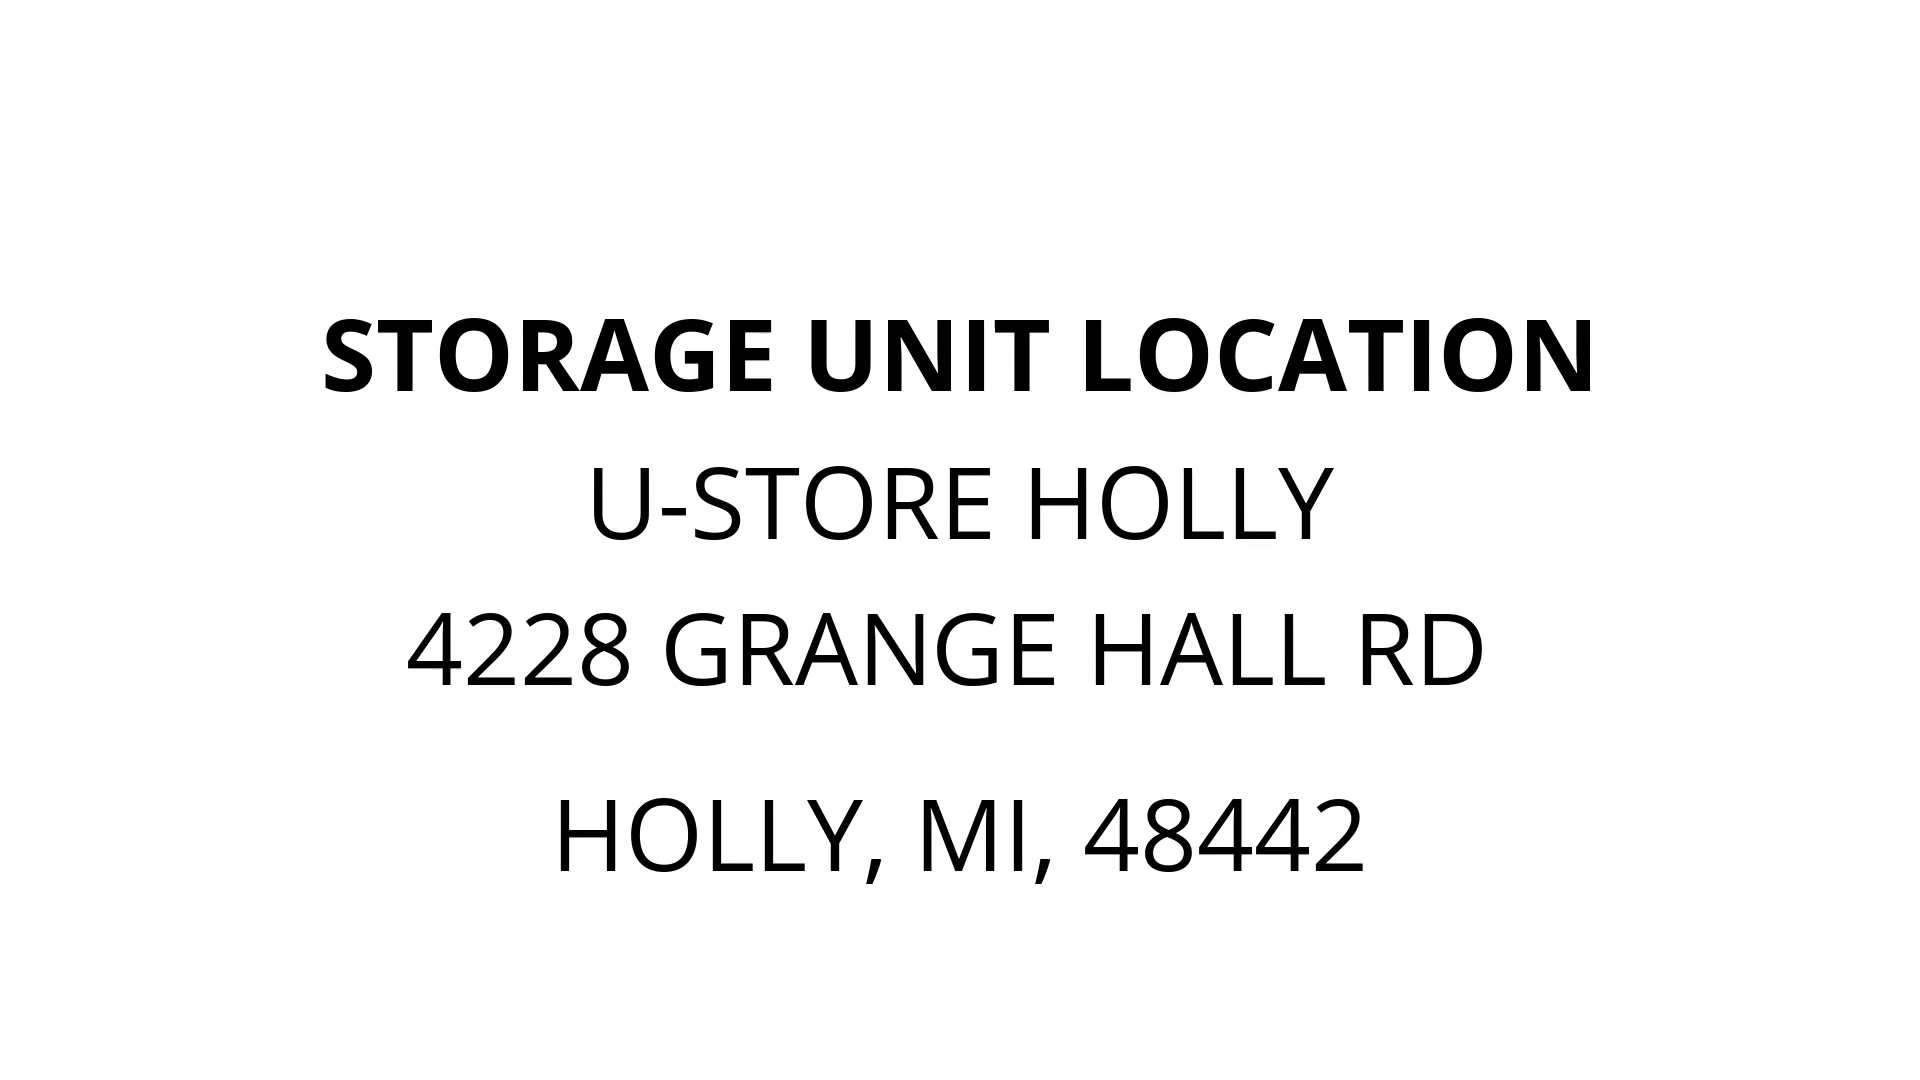 STORAGE UNIT LOCATION
U-STORE HOLLY
4228 GRANGE HALL RD
HOLLY, MI, 48442